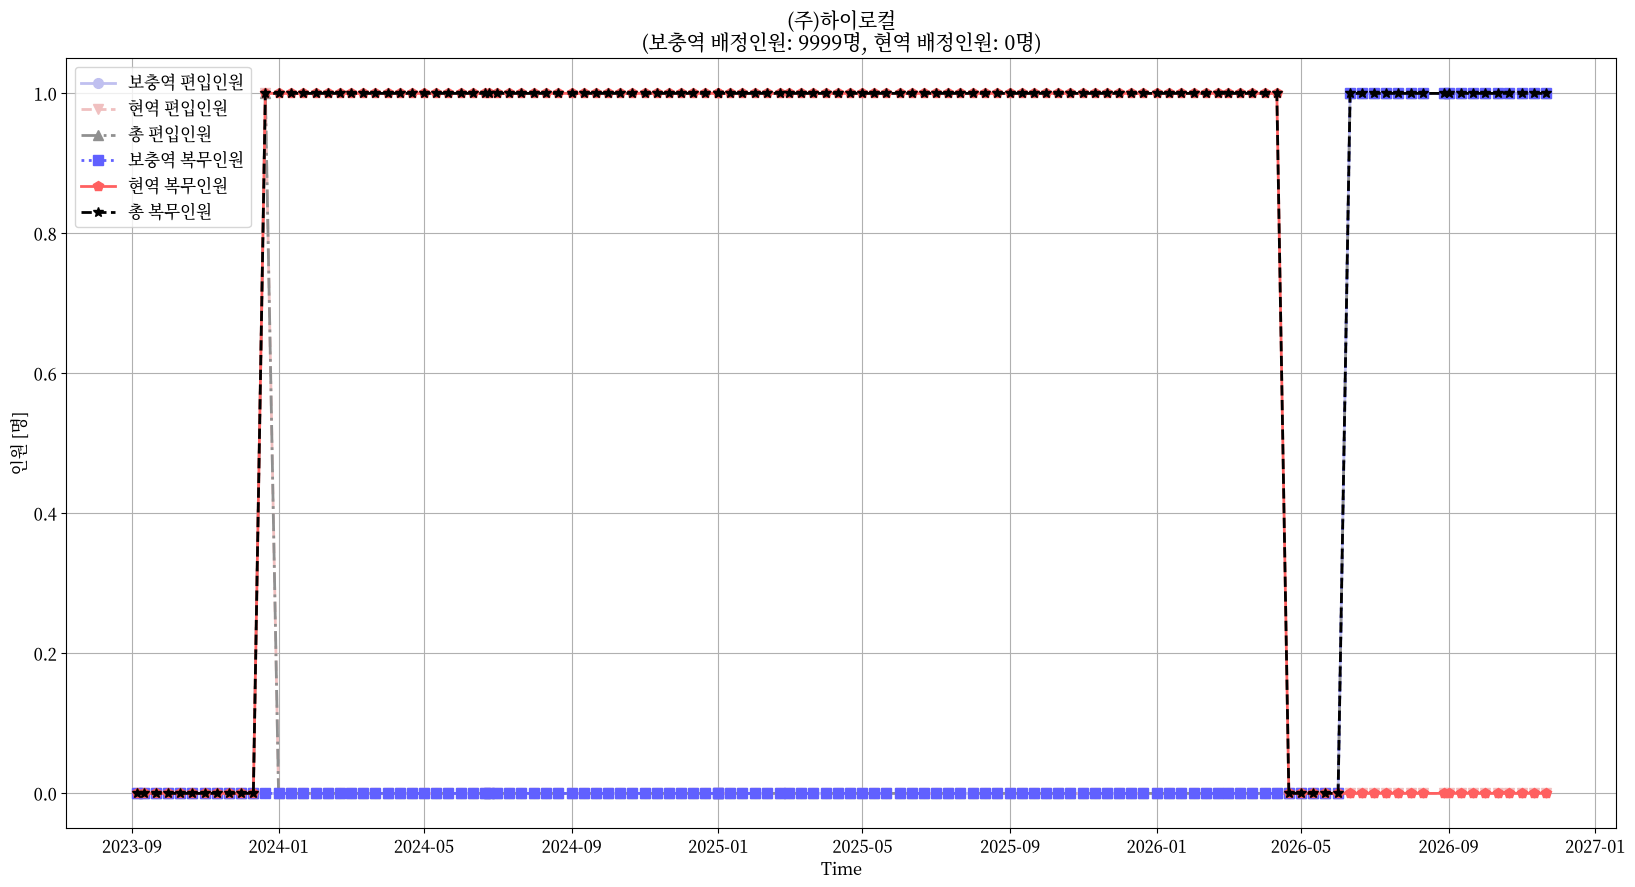 (주)하이로컬
(보충역 배정인원: 9999명, 현역 배정인원: 0명)
보충역 편입인원
현역 편입인원
총 편입인원
보충역 복무인원
현역 복무인원
총 복무인원
1.0
0.8
0.6
0.4
0.2
0.0
인원 [명]
2023-09
2024-01
2024-05
2024-09
2025-01
2025-05
2025-09
2026-01
2026-05
2026-09
2027-01
Time